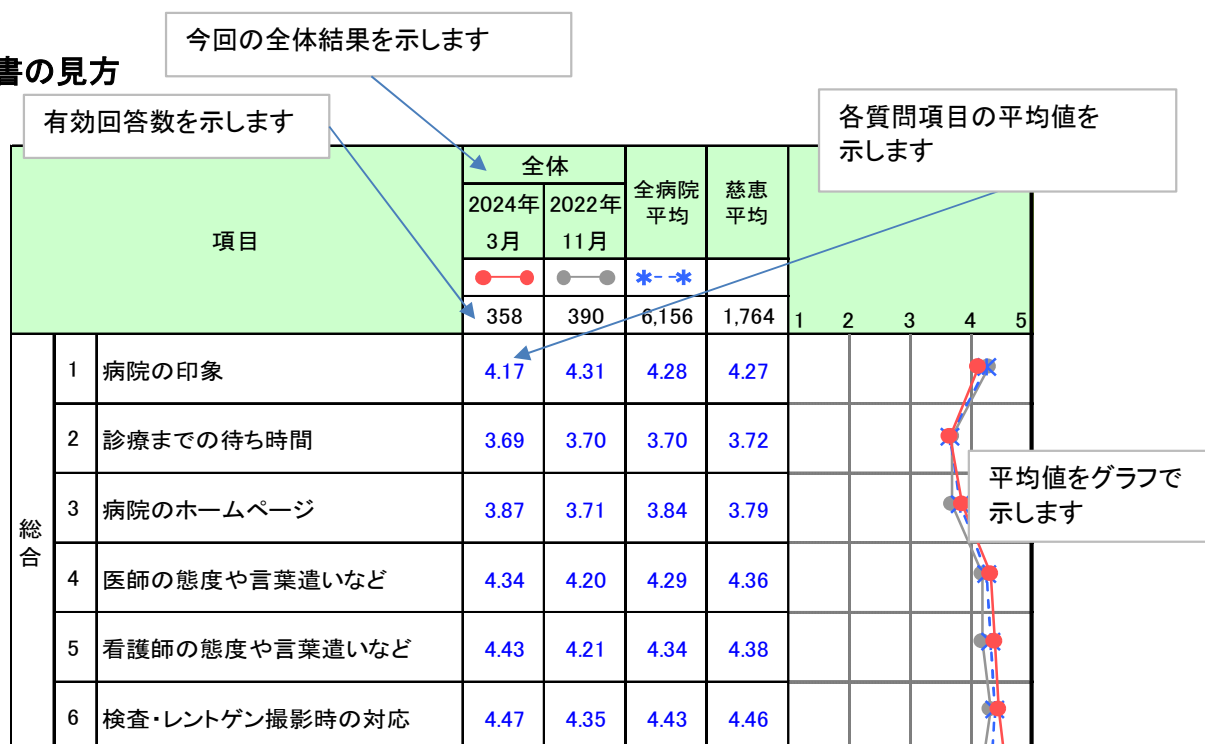 今回の全体結果を示します
書の見方
有効回答数を示します
各質問項目の平均値を
示します
項目
全体
2024年
3月
2022年
11月
全病院
平均
慈恵
平均
358 390 6,156 1,764 1 2 3 4 5
総合
1 病院の印象 4.17 4.31 4.28 4.27
2 診療までの待ち時間 3.69 3.70 3.70 3.72
3 病院のホームページ 3.87 3.71 3.84 3.79
平均値をグラフで
示します
4 医師の態度や言葉遣いなど 4.34 4.20 4.29 4.36
5 看護師の態度や言葉遣いなど 4.43 4.21 4.34 4.38
6 検査・レントゲン撮影時の対応 4.47 4.35 4.43 4.46